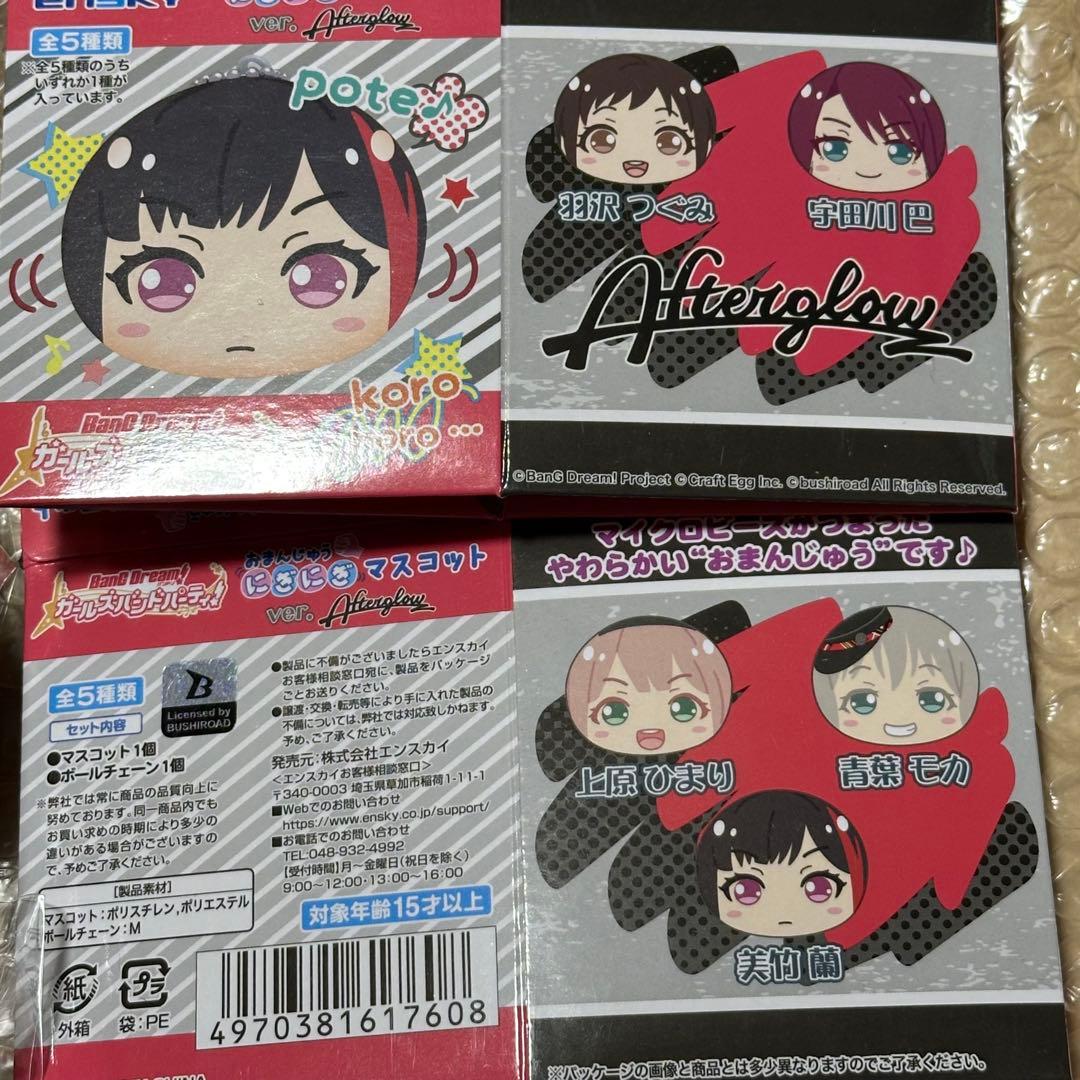 ENSKY
ver. Afterglow
全5種類
※全5種類のうち
いずれか1種が
入っています。
pote♪
koro
koro…
BanG Dream!
ガールズ
羽沢 つぐみ
宇田川 巴
Afterglow
©BanG Dream! Project ©Craft Egg Inc. ©bushiroad All Rights Reserved.
BanG Dream!
ガールズバンドパーティ!
おまんじゅう
にぎにぎマスコット
ver. Afterglow
全5種類
セット内容
●マスコット1個
●ボールチェーン1個
B
Licensed by
BUSHIROAD
※弊社では常に商品の品質向上に
努めております。同一商品内でも
お買い求めの時期により多少の
違いがある場合がございますの
で、予めご了承ください。
【製品素材】
マスコット:ポリスチレン,ポリエステル
ボールチェーン:M
紙
外箱
プラ
袋:PE
●製品に不備がございましたらエンスカイ
お客様相談窓口宛に、製品をパッケージ
ごとお送りください。
●譲渡・交換・転売等により手に入れた製品の
不備については、弊社では対応致しかねます。
予め、ご了承ください。
発売元:株式会社エンスカイ
<エンスカイお客様相談窓口>
〒340-0003 埼玉県草加市稲荷1-11-1
■Webでのお問い合わせ
https://www.ensky.co.jp/support/
■お電話でのお問い合わせ
TEL:048-932-4992
【受付時間】月〜金曜日(祝日を除く)
9:00〜12:00・13:00〜16:00
対象年齢15才以上
4970381617608
マイクロビーズがつまった
やわらかい“おまんじゅう”です♪
上原 ひまり
青葉 モカ
美竹 蘭
※パッケージの画像と商品とは多少異なりますのでご了承ください。